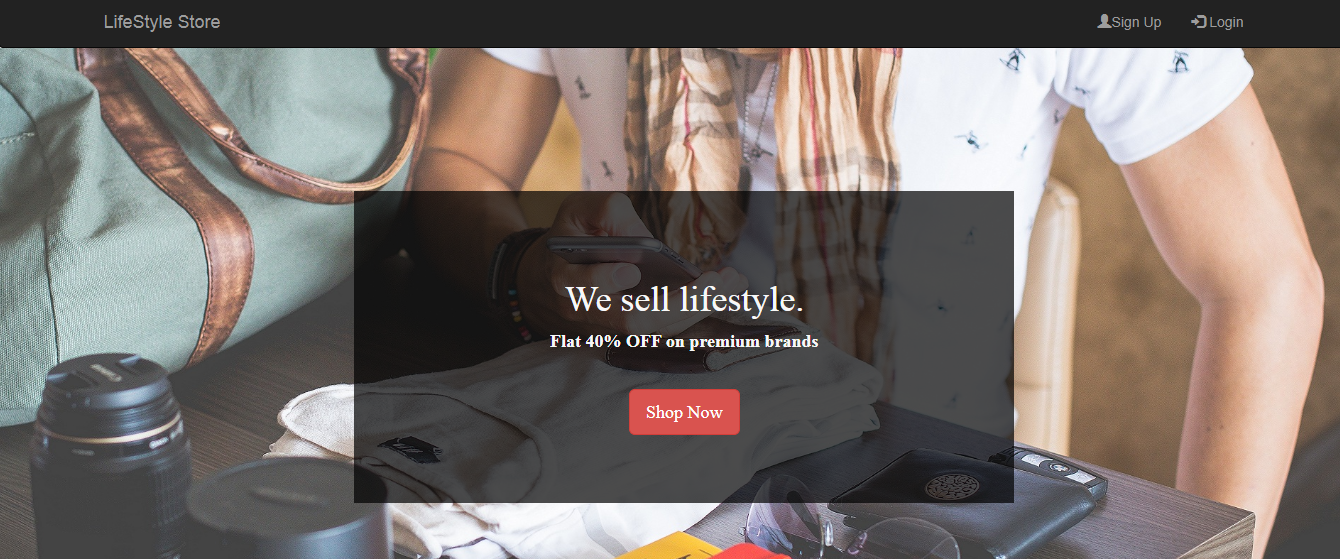 LifeStyle Store
Sign Up
Login
We sell lifestyle.
Flat 40% OFF on premium brands
Shop Now